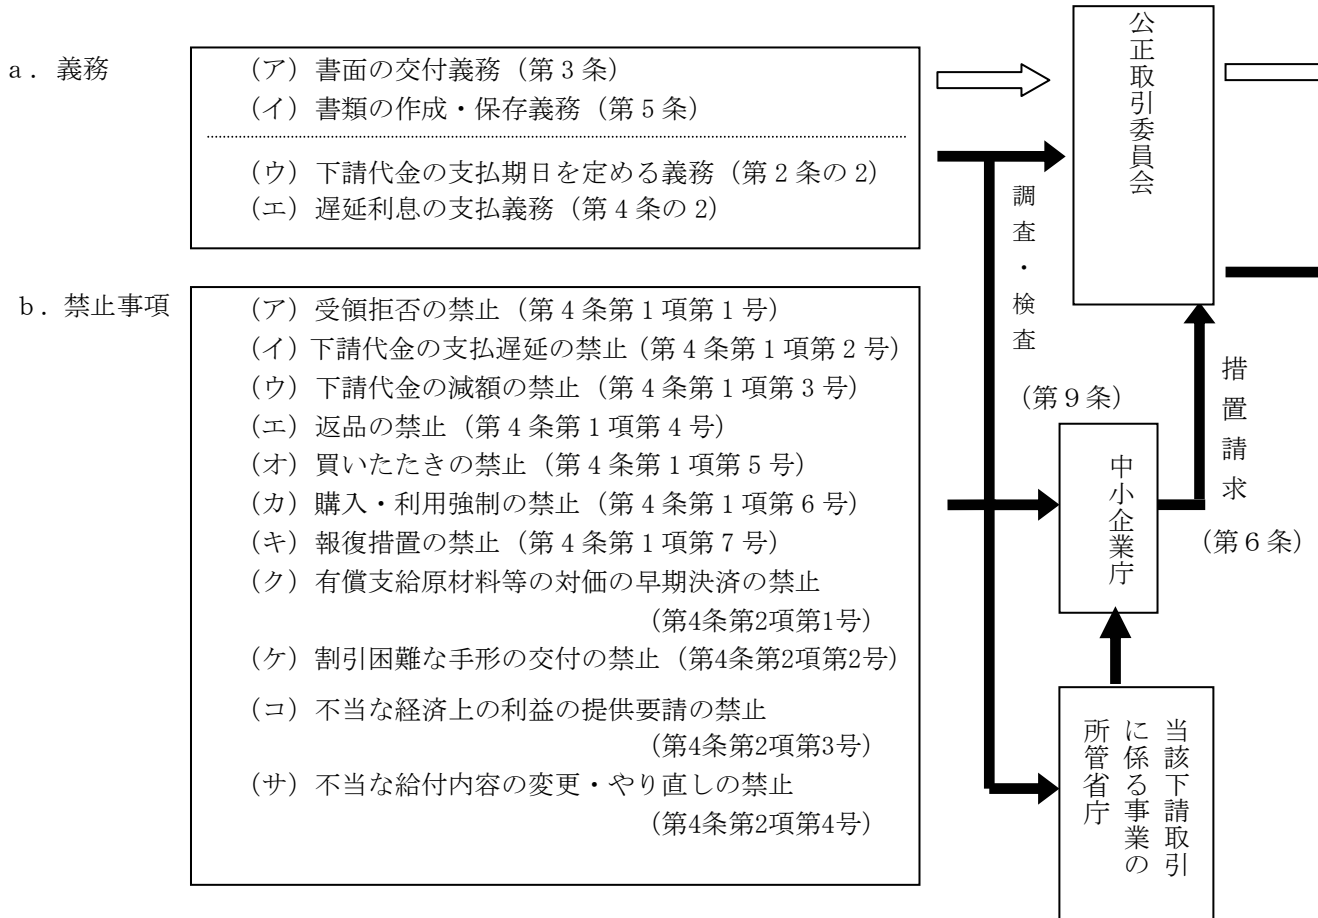 a．義務
（ア）書面の交付義務（第３条）
（イ）書類の作成・保存義務（第５条）
（ウ）下請代金の支払期日を定める義務（第２条の２）
（エ）遅延利息の支払義務（第４条の２）
b．禁止事項
（ア）受領拒否の禁止（第４条第１項第１号）
（イ）下請代金の支払遅延の禁止（第４条第１項第２号）
（ウ）下請代金の減額の禁止（第４条第１項第３号）
（エ）返品の禁止（第４条第１項第４号）
（オ）買いたたきの禁止（第４条第１項第５号）
（カ）購入・利用強制の禁止（第４条第１項第６号）
（キ）報復措置の禁止（第４条第１項第７号）
（ク）有償支給原材料等の対価の早期決済の禁止
（第4条第2項第1号）
（ケ）割引困難な手形の交付の禁止（第4条第2項第2号）
（コ）不当な経済上の利益の提供要請の禁止
（第4条第2項第3号）
（サ）不当な給付内容の変更・やり直しの禁止
（第4条第2項第4号）
公正取引委員会
調査・検査
（第９条）
措置請求
（第６条）
中小企業庁
当該下請取引
に係る事業の
所管省庁